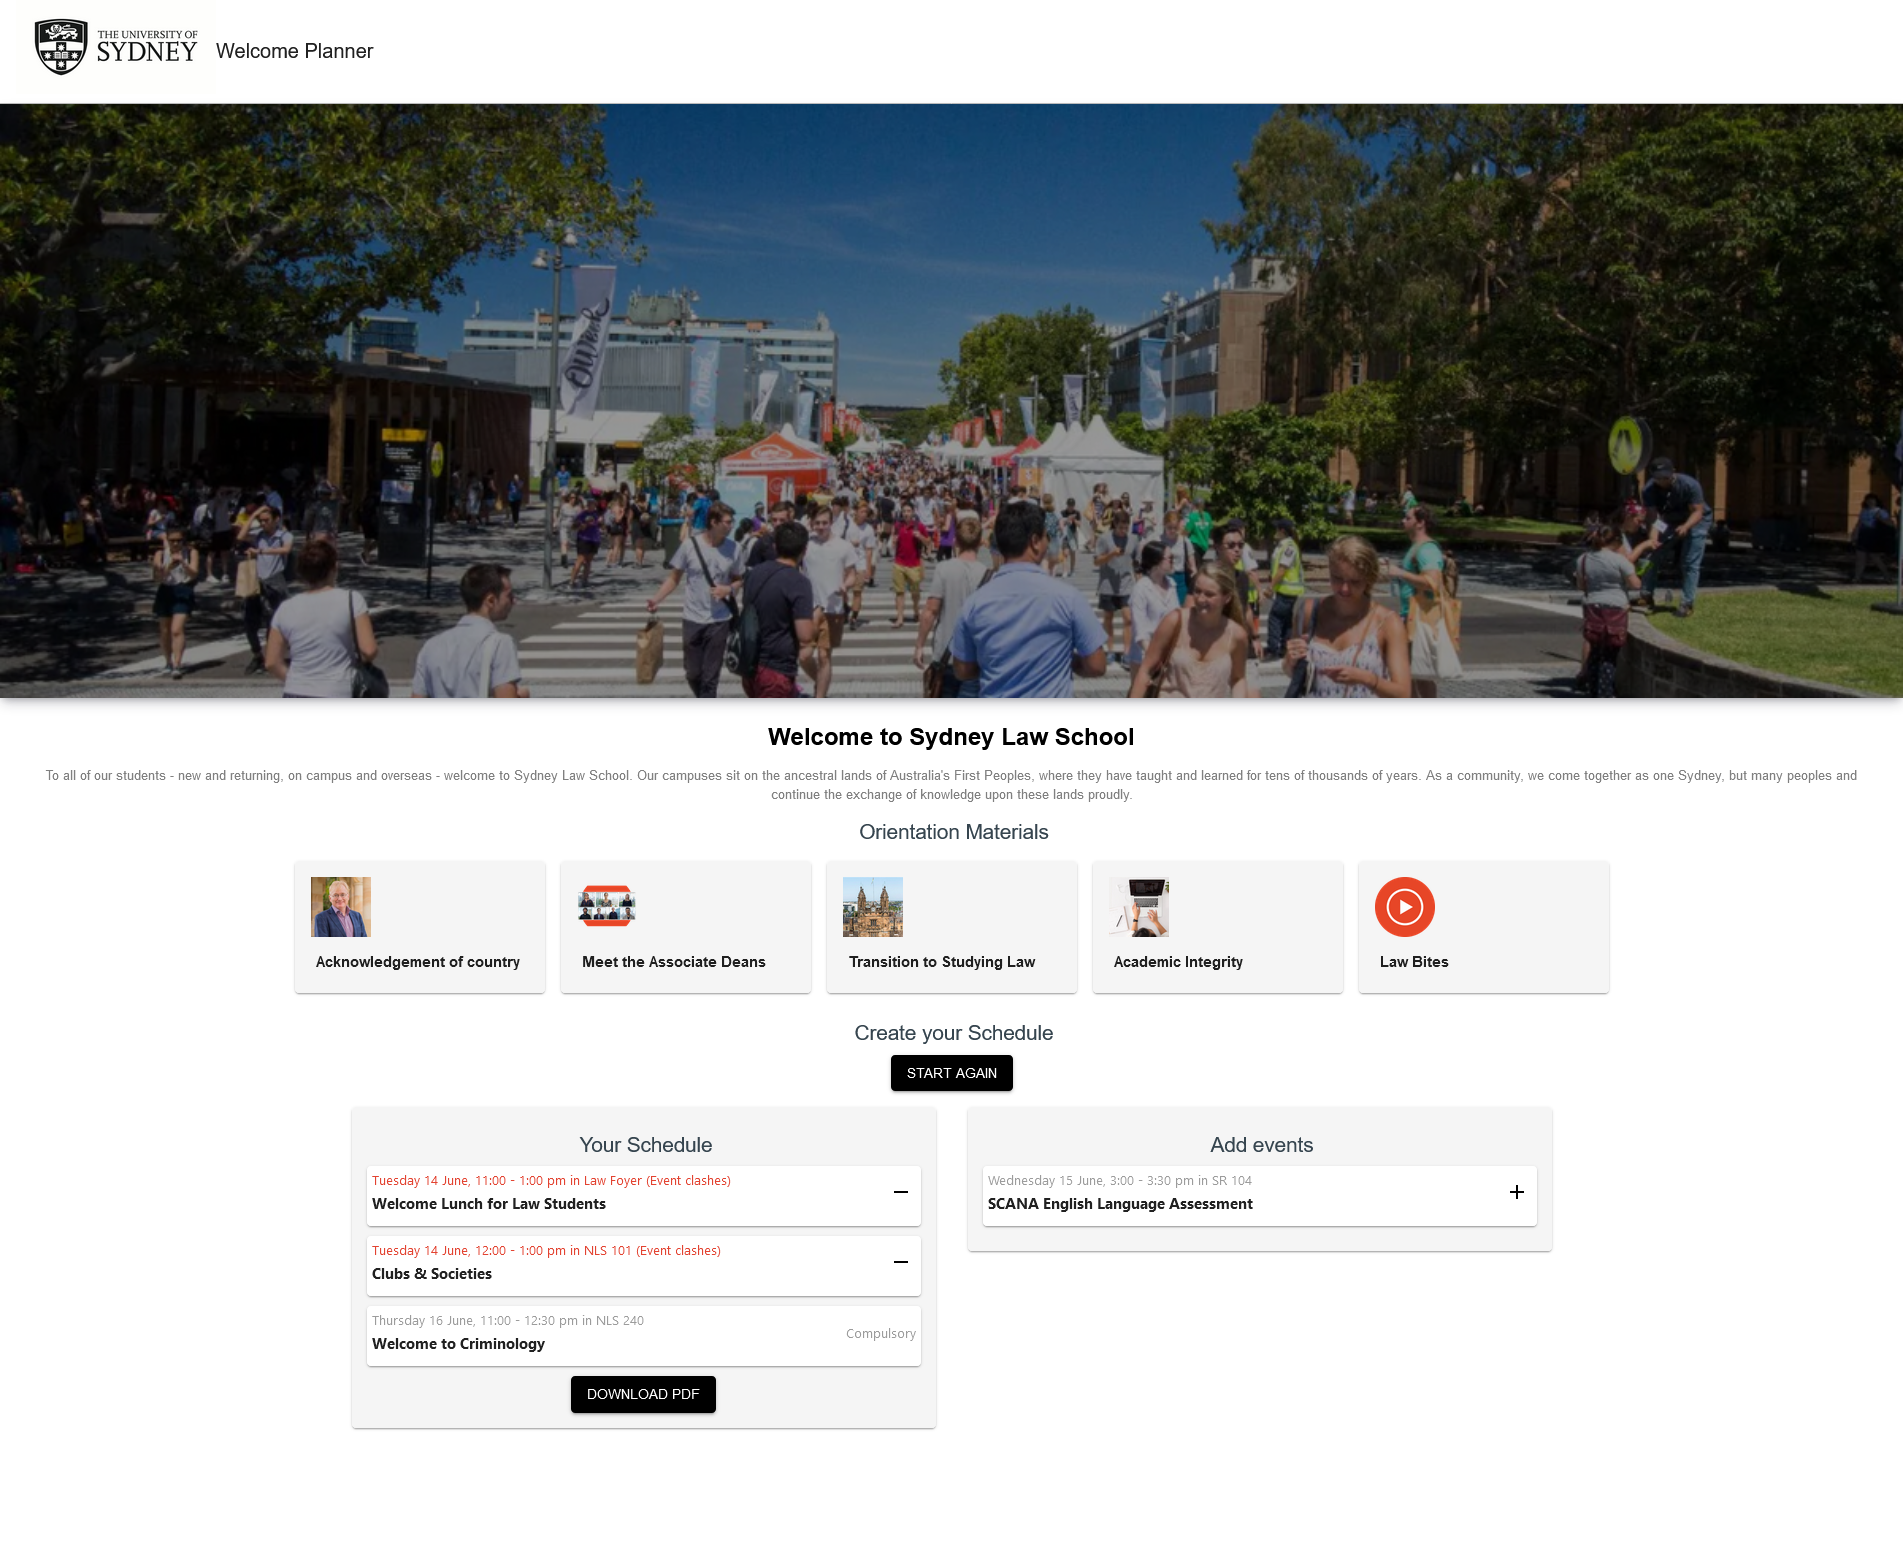 THE UNIVERSITY OF
SYDNEY
Welcome Planner
OWeek
Welcome to Sydney Law School
To all of our students - new and returning, on campus and overseas - welcome to Sydney Law School. Our campuses sit on the ancestral lands of Australia's First Peoples, where they have taught and learned for tens of thousands of years. As a community, we come together as one Sydney, but many peoples and
continue the exchange of knowledge upon these lands proudly.
Orientation Materials
Acknowledgement of country
Meet the Associate Deans
Transition to Studying Law
Academic Integrity
Law Bites
Create your Schedule
START AGAIN
Your Schedule
Tuesday 14 June, 11:00 - 1:00 pm in Law Foyer (Event clashes)
Welcome Lunch for Law Students
Tuesday 14 June, 12:00 - 1:00 pm in NLS 101 (Event clashes)
Clubs & Societies
Thursday 16 June, 11:00 - 12:30 pm in NLS 240
Welcome to Criminology
Compulsory
DOWNLOAD PDF
Add events
Wednesday 15 June, 3:00 - 3:30 pm in SR 104
SCANA English Language Assessment